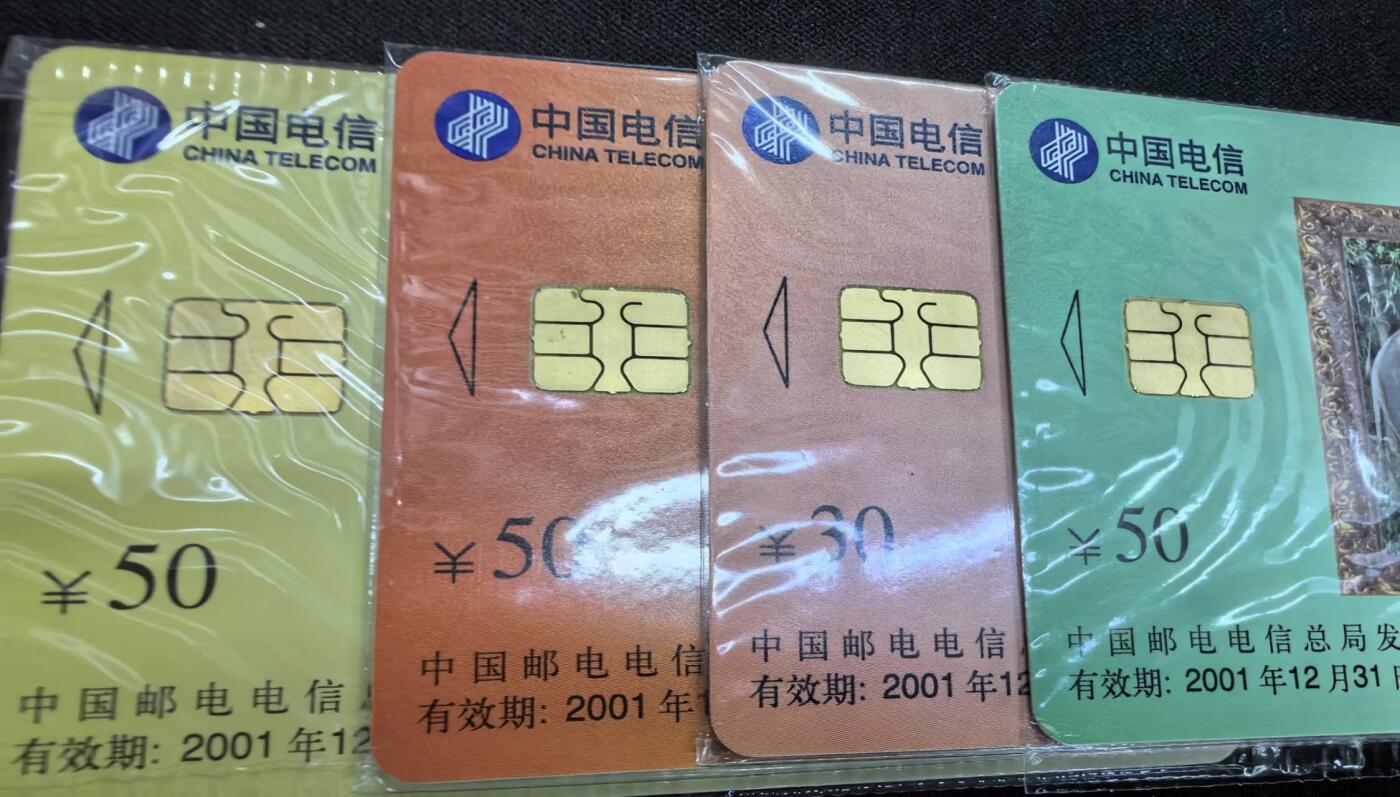 中国电信
CHINA TELECOM
¥50
中国邮电电信
有效期: 2001年12
中国电信
CHINA TELECOM
¥50
中国邮电电信
有效期: 2001年
中国电信
CHINA TELECOM
¥30
中国邮电电信
有效期: 2001年12
中国电信
CHINA TELECOM
¥50
中国邮电电信总局发
有效期: 2001年12月31日